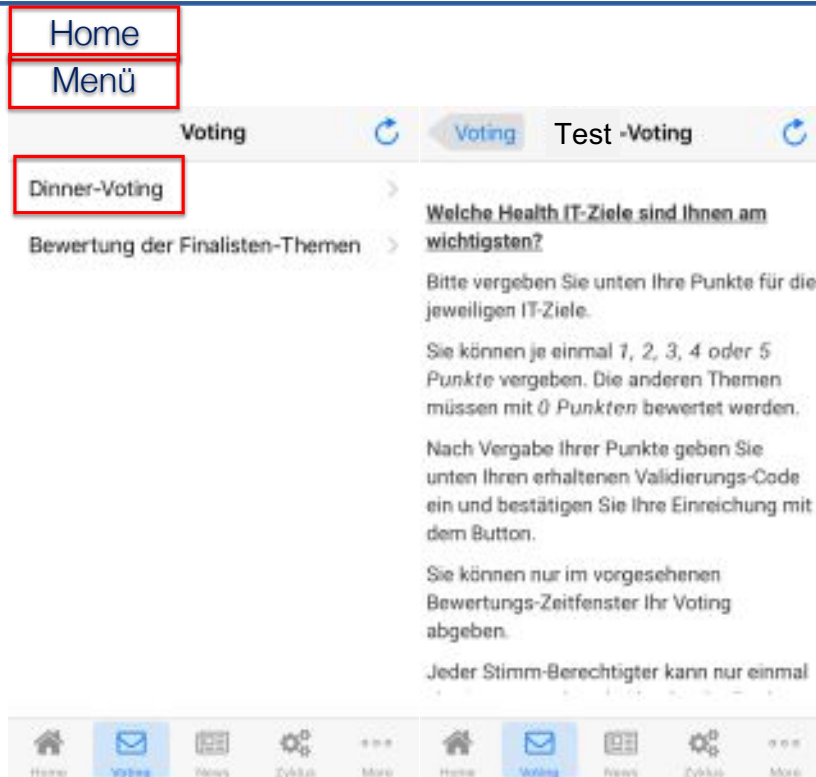 Home
Menü
Voting
Dinner-Voting
Bewertung der Finalisten-Themen
Home
Voting
News
Zyklus
More
Voting
Test -Voting
Welche Health IT-Ziele sind Ihnen am
wichtigsten?
Bitte vergeben Sie unten Ihre Punkte für die
jeweiligen IT-Ziele.
Sie können je einmal 1, 2, 3, 4 oder 5
Punkte vergeben. Die anderen Themen
müssen mit 0 Punkten bewertet werden.
Nach Vergabe Ihrer Punkte geben Sie
unten Ihren erhaltenen Validierungs-Code
ein und bestätigen Sie Ihre Einreichung mit
dem Button.
Sie können nur im vorgesehenen
Bewertungs-Zeitfenster Ihr Voting
abgeben.
Jeder Stimm-Berechtigter kann nur einmal
Home
Voting
News
Zyklus
More